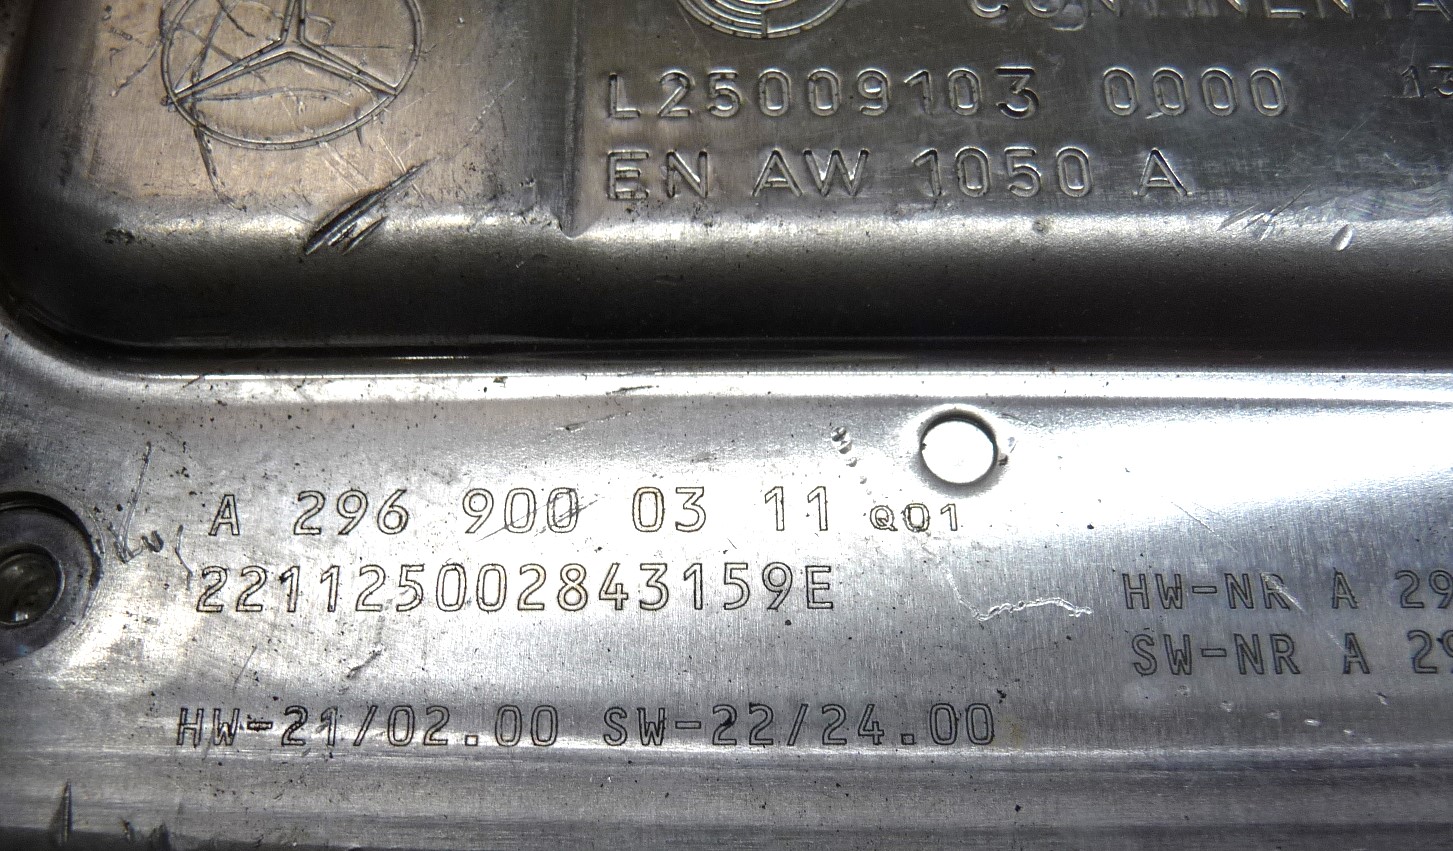 L25009103 0000 13
EN AW 1050 A
A 296 900 03 11 Q01
221125002843159E
HW-NR A 29
SW-NR A 29
HW-21/02.00 SW-22/24.00